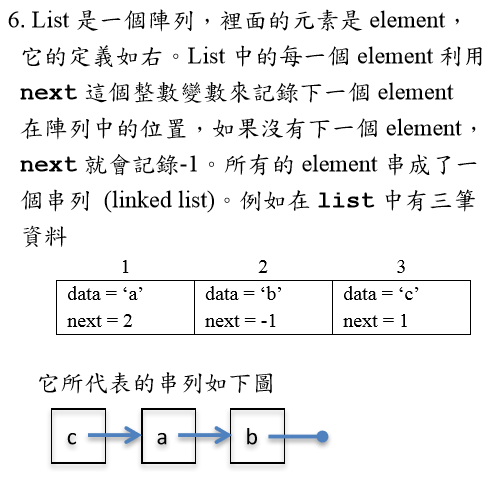 6. List 是一個陣列，裡面的元素是 element，
它的定義如右。List 中的每一個 element 利用
next 這個整數變數來記錄下一個 element
在陣列中的位置，如果沒有下一個 element，
next 就會記錄-1。所有的 element 串成了一
個串列 (linked list)。例如在 list 中有三筆
資料
1 2 3
data = ‘a’ data = ‘b’ data = ‘c’
next = 2 next = -1 next = 1
它所代表的串列如下圖
c a b